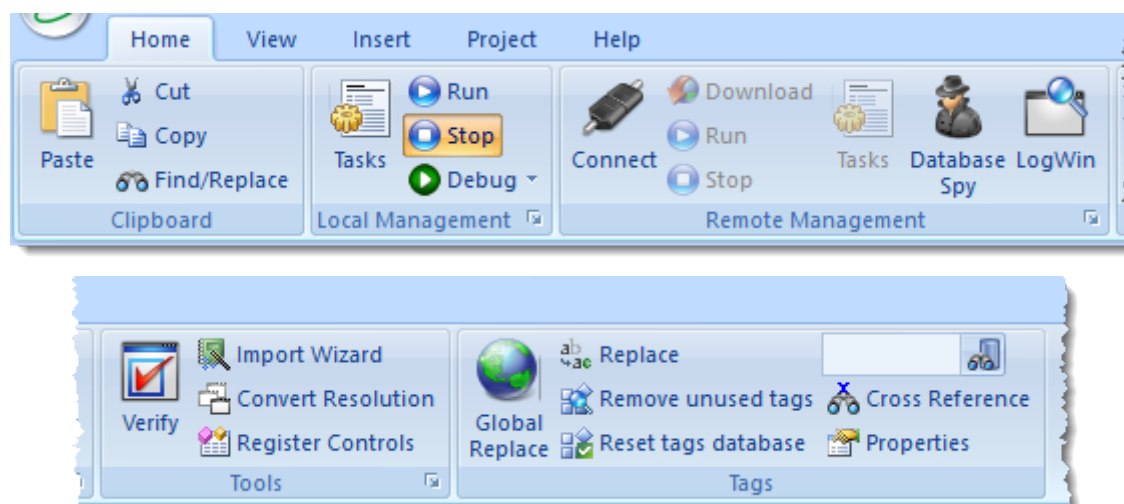 Home View Insert Project Help
Paste
Cut
Copy
Find/Replace
Clipboard
Tasks
Run
Stop
Debug
Local Management
Connect
Download
Run
Stop
Tasks
Database
Spy
LogWin
Remote Management
Verify
Import Wizard
Convert Resolution
Register Controls
Tools
Global
Replace
ab
ac
Replace
Remove unused tags
Reset tags database
Cross Reference
Properties
Tags